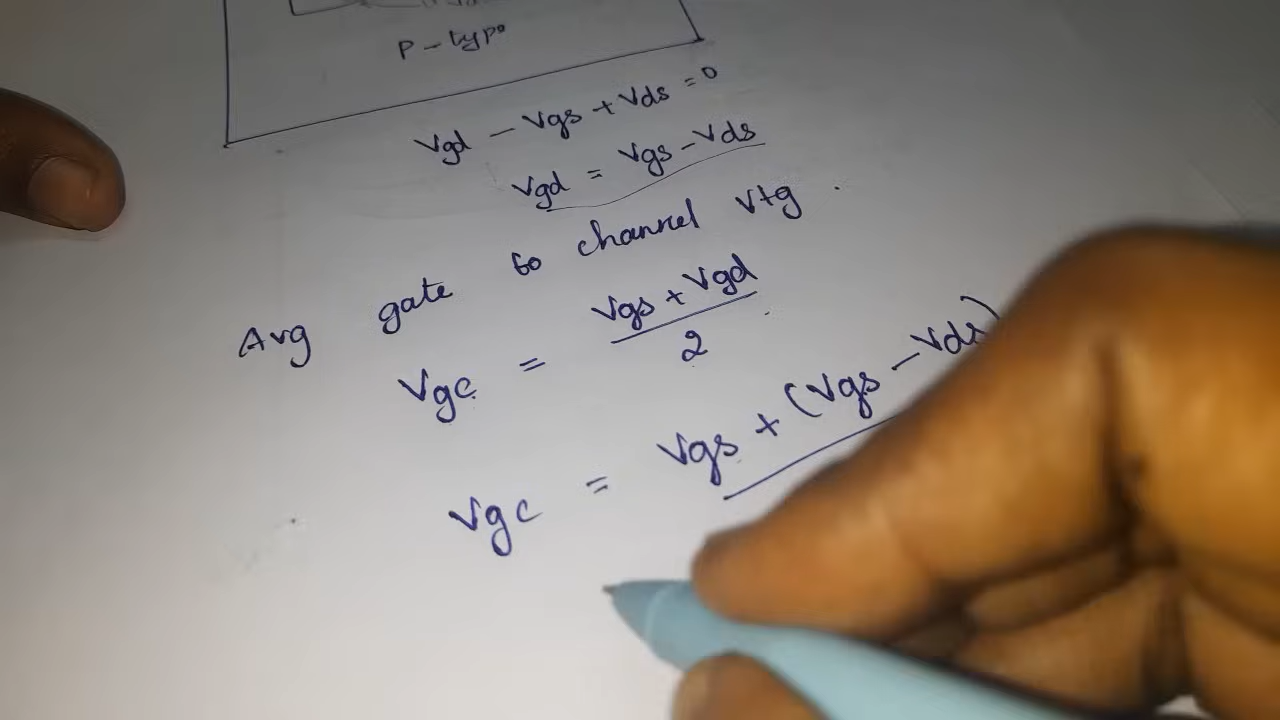 P-type
Vgd - Vgs + Vds = 0
Vgd = Vgs - Vds
Avg gate to channel Vtg.
Vgc = Vgs + Vgd / 2
Vgc = Vgs + (Vgs - Vds)